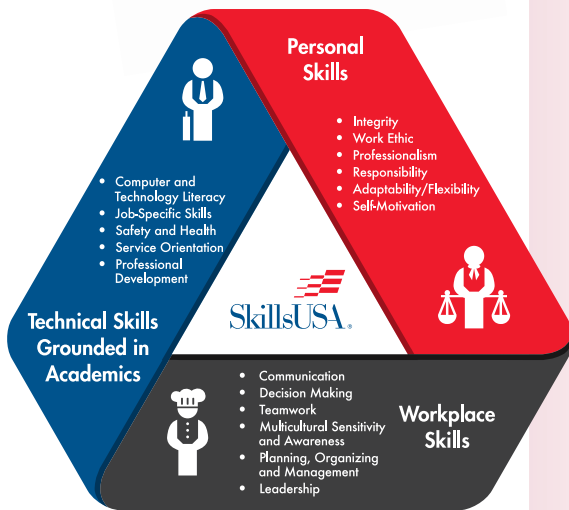 Personal
Skills
• Integrity
• Work Ethic
• Professionalism
• Responsibility
• Adaptability/Flexibility
• Self-Motivation
• Computer and
Technology Literacy
• Job-Specific Skills
• Safety and Health
• Service Orientation
• Professional
Development
Technical Skills
Grounded in
Academics
SkillsUSA®
• Communication
• Decision Making
• Teamwork
• Multicultural Sensitivity
and Awareness
• Planning, Organizing
and Management
• Leadership
Workplace
Skills